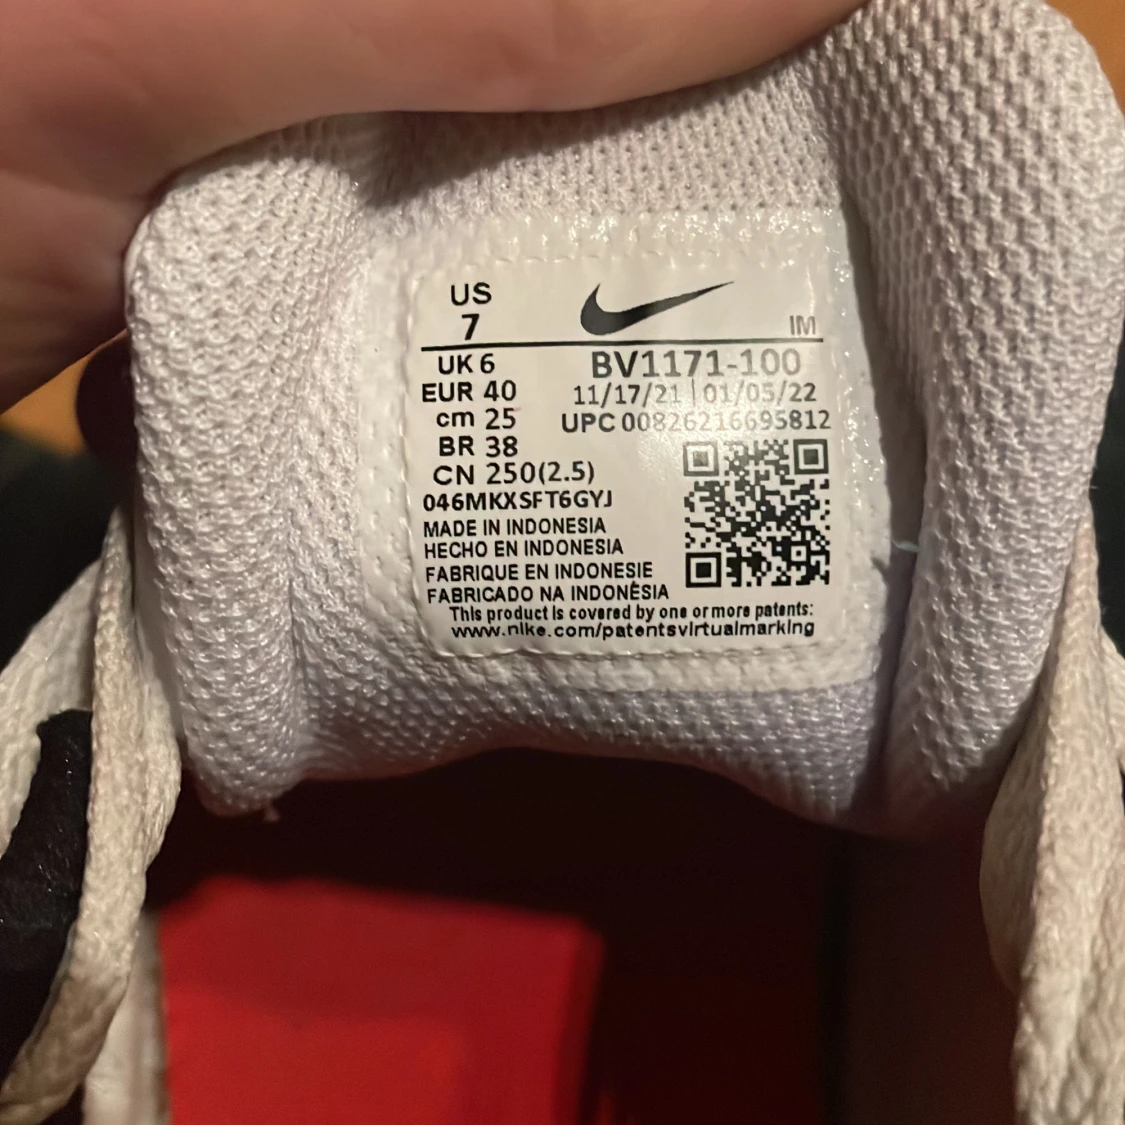 US
7
IM
UK 6
EUR 40
cm 25
BR 38
CN 250(2.5)
BV1171-100
11/17/21 | 01/05/22
UPC 00826216695812
046MKXSFT6GYJ
MADE IN INDONESIA
HECHO EN INDONESIA
FABRIQUE EN INDONESIE
FABRICADO NA INDONÊSIA
This product is covered by one or more patents:
www.nike.com/patentsvirtualmarking